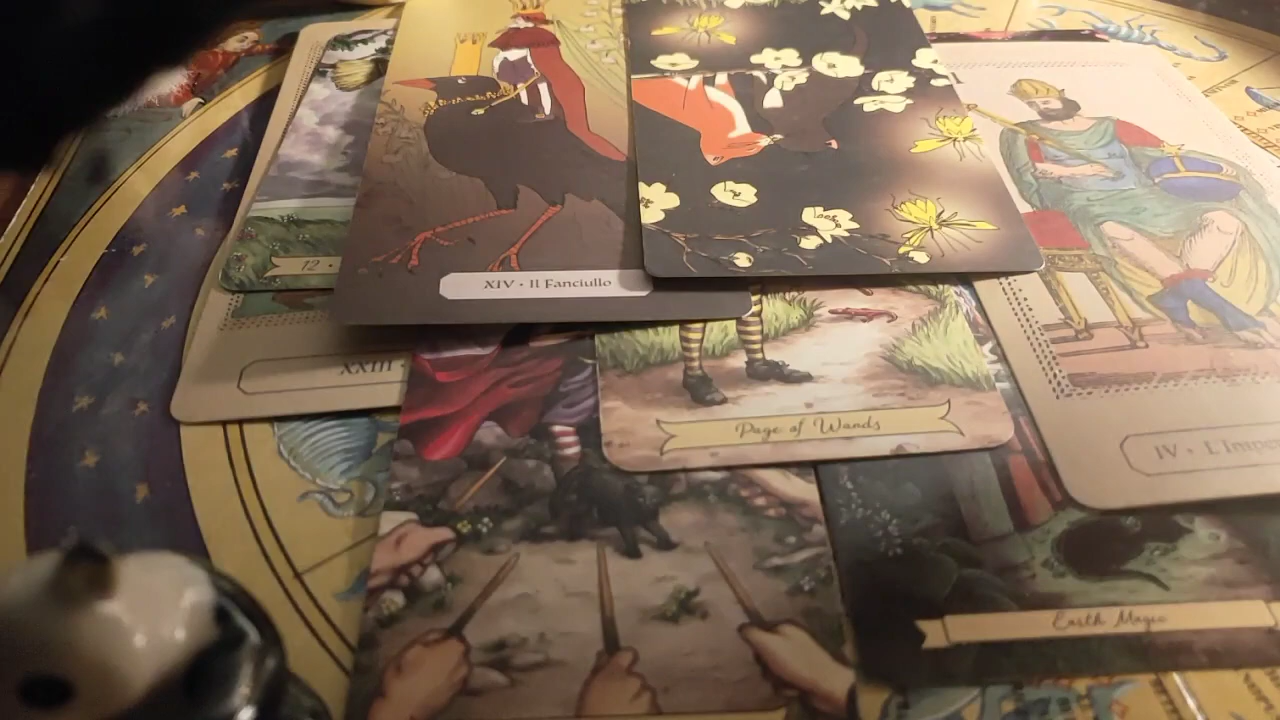 12 •
XIV • Il Fanciullo
XXIII •
Page of Wands
IV • L'Impe
Earth Magic